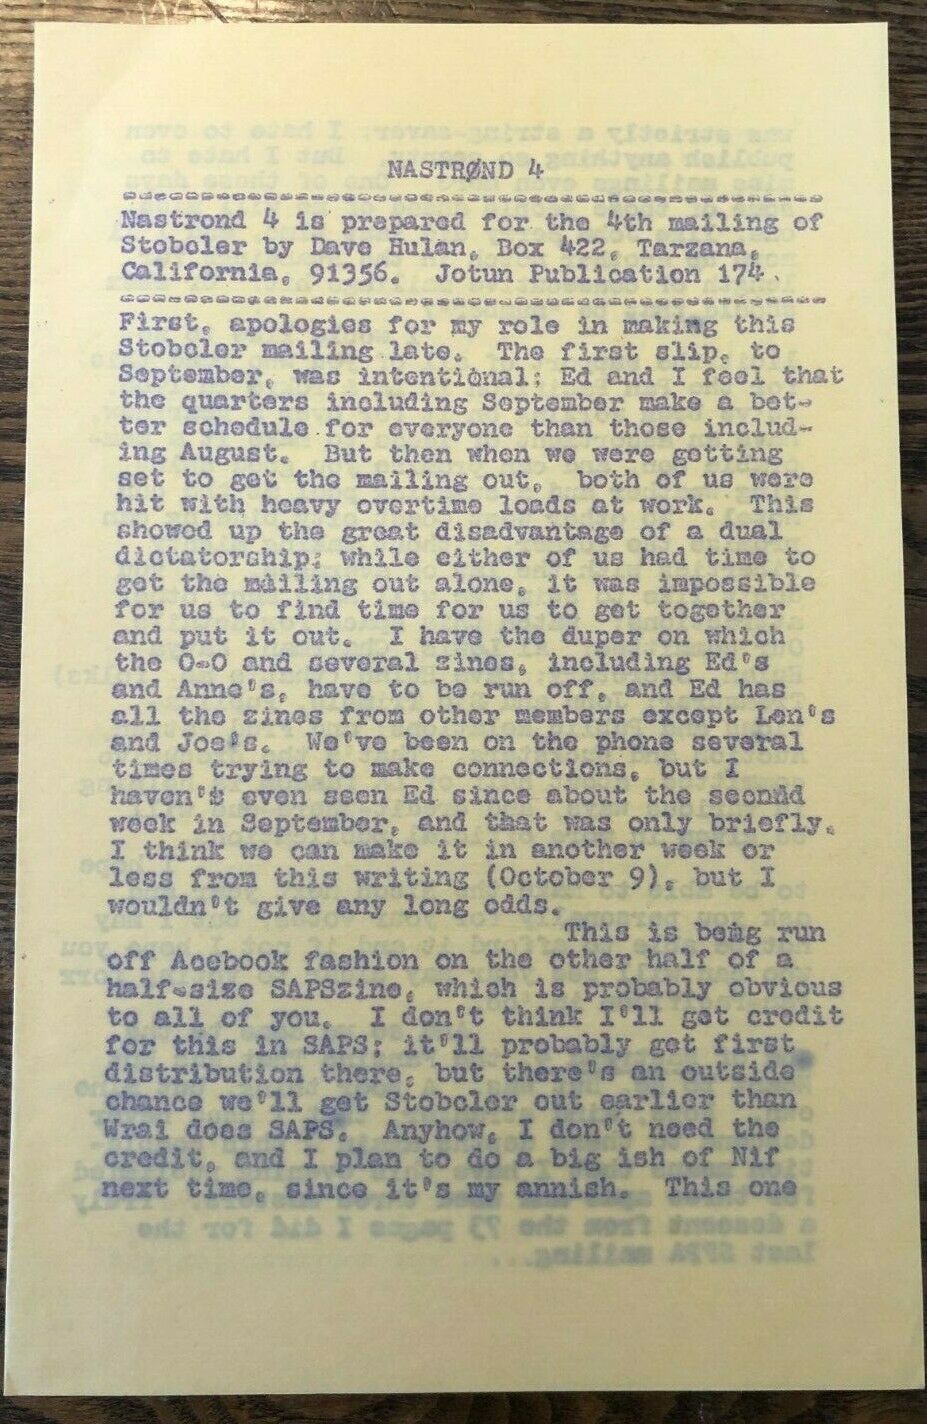 NASTRØND 4
Nastrond 4 is prepared for the 4th mailing of
Stobcler by Dave Hulan, Box 422, Tarzana,
California, 91356. Jotun Publication 174.
First, apologies for my role in making this
Stobcler mailing late. The first slip, to
September, was intentional; Ed and I feel that
the quarters including September make a bet-
ter schedule for everyone than those includ-
ing August. But then when we were getting
set to get the mailing out, both of us were
hit with heavy overtime loads at work. This
showed up the great disadvantage of a dual
dictatorship; while either of us had time to
get the mailing out alone, it was impossible
for us to find time for us to get together
and put it out. I have the duper on which
the O-O and several zines, including Ed's
and Anne's, have to be run off, and Ed has
all the zines from other members except Len's
and Joe's. We've been on the phone several
times trying to make connections, but I
haven't even seen Ed since about the second
week in September, and that was only briefly.
I think we can make it in another week or
less from this writing (October 9), but I
wouldn't give any long odds.
This is being run
off Acebook fashion on the other half of a
half-size SAPSzine, which is probably obvious
to all of you. I don't think I'll get credit
for this in SAPS; it'll probably get first
distribution there, but there's an outside
chance we'll get Stobcler out earlier than
Wrai does SAPS. Anyhow, I don't need the
credit, and I plan to do a big ish of Nif
next time, since it's my annish. This one